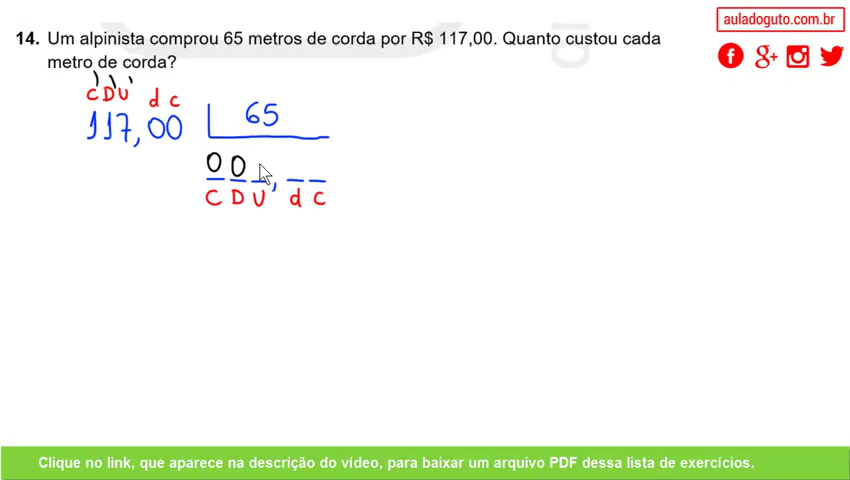 auladoguto.com.br
14. Um alpinista comprou 65 metros de corda por R$ 117,00. Quanto custou cada
metro de corda?
C D U d c
117,00 65
0 0 _, _ _
C D U d c
Clique no link, que aparece na descrição do vídeo, para baixar um arquivo PDF dessa lista de exercícios.